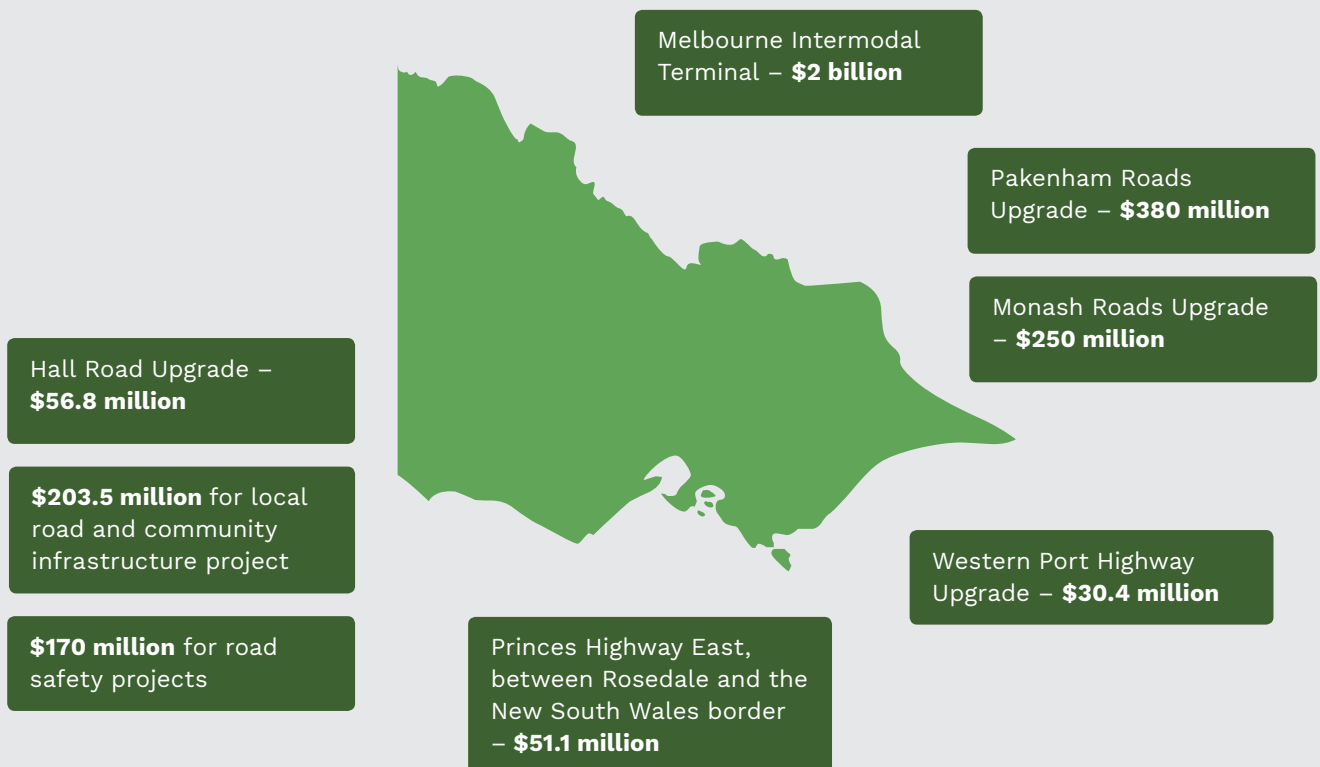 Melbourne Intermodal
Terminal – $2 billion
Pakenham Roads
Upgrade – $380 million
Monash Roads Upgrade
– $250 million
Hall Road Upgrade –
$56.8 million
$203.5 million for local
road and community
infrastructure project
$170 million for road
safety projects
Western Port Highway
Upgrade – $30.4 million
Princes Highway East,
between Rosedale and the
New South Wales border
– $51.1 million